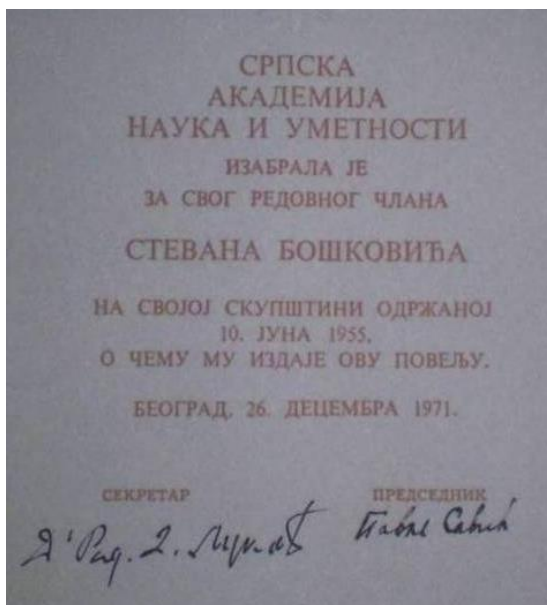 СРПСКА
АКАДЕМИЈА
НАУКА И УМЕТНОСТИ
ИЗАБРАЛА ЈЕ
ЗА СВОГ РЕДОВНОГ ЧЛАНА
СТЕВАНА БОШКОВИЋА
НА СВОЈОЈ СКУПШТИНИ ОДРЖАНОЈ
10. ЈУНА 1955.
О ЧЕМУ МУ ИЗДАЈЕ ОВУ ПОВЕЉУ.
БЕОГРАД, 26. ДЕЦЕМБРА 1971.
СЕКРЕТАР ПРЕДСЕДНИК
Павле Савић